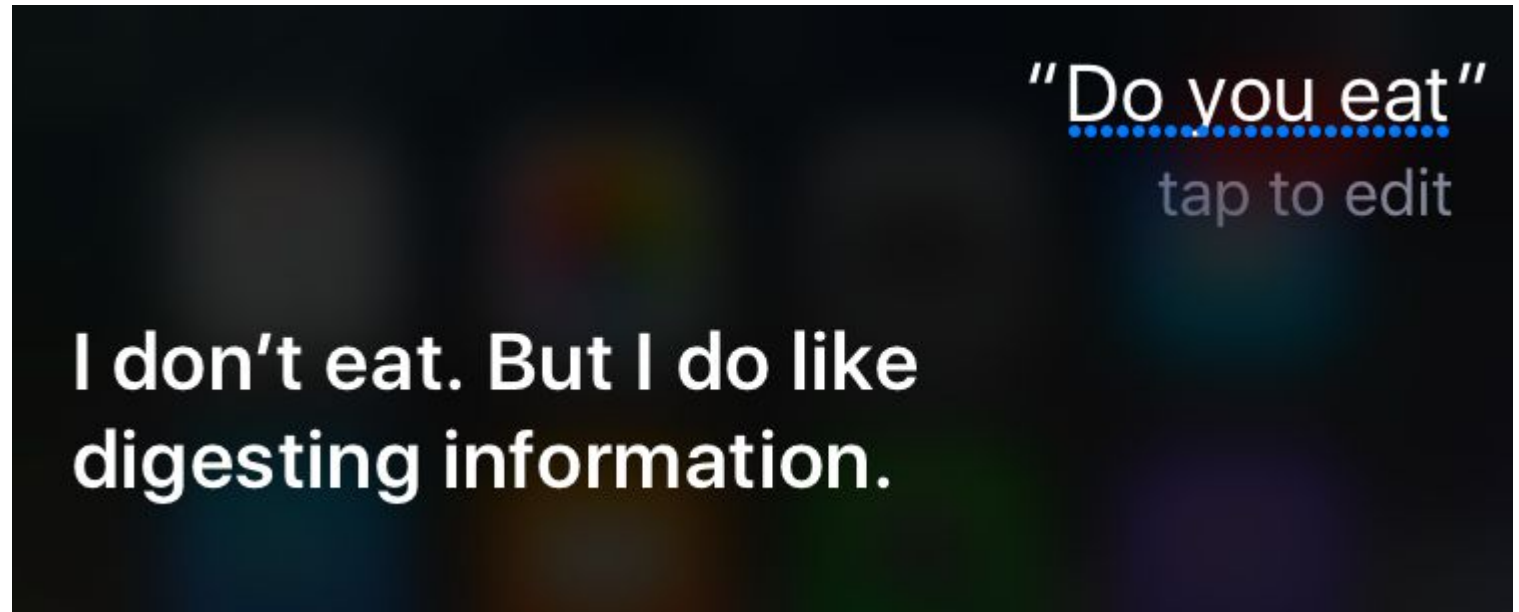 “Do you eat”
tap to edit
I don’t eat. But I do like
digesting information.